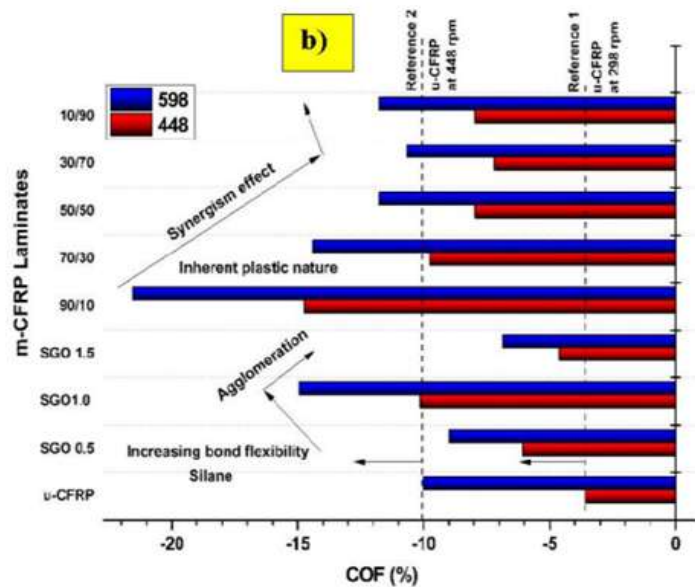 b)
Reference 2
u-CFRP
at 448 rpm
Reference 1
u-CFRP
at 298 rpm
598
448
m-CFRP Laminates
10/90
30/70
50/50
70/30
90/10
SGO 1.5
SGO1.0
SGO 0.5
υ-CFRP
Synergism effect
Inherent plastic nature
Agglomeration
Increasing bond flexibility
Silane
-20
-15
-10
-5
0
COF (%)